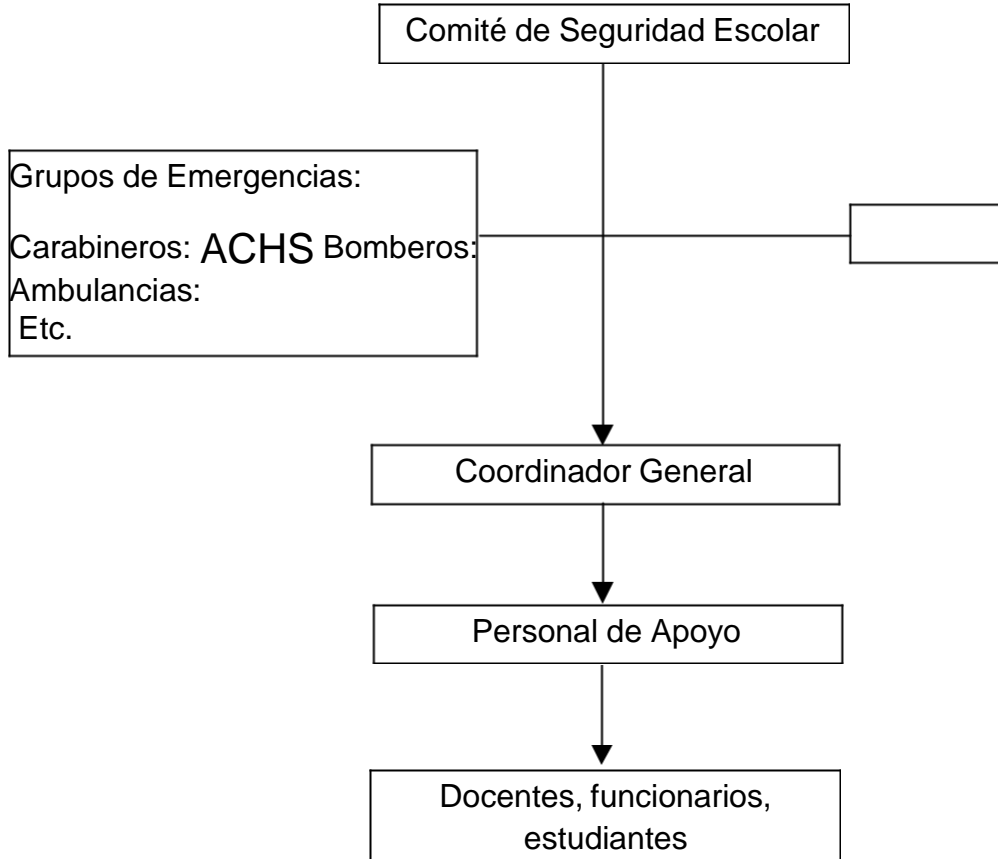 Comité de Seguridad Escolar
Grupos de Emergencias:
Carabineros: ACHS Bomberos:
Ambulancias:
Etc.
Coordinador General
Personal de Apoyo
Docentes, funcionarios,
estudiantes